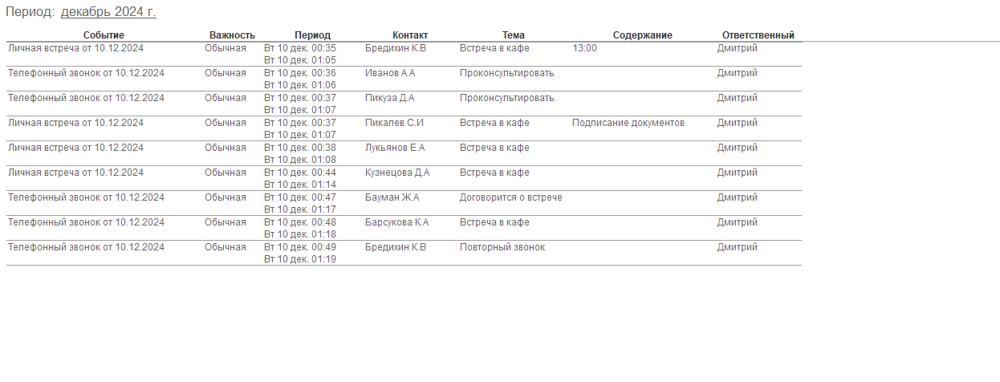 Период: декабрь 2024 г.
Событие Важность Период Контакт Тема Содержание Ответственный
Личная встреча от 10.12.2024 Обычная Вт 10 дек. 00:35 Бредихин К.В Встреча в кафе 13:00 Дмитрий
Вт 10 дек. 01:05
Телефонный звонок от 10.12.2024 Обычная Вт 10 дек. 00:36 Иванов А.А Проконсультировать Дмитрий
Вт 10 дек. 01:06
Телефонный звонок от 10.12.2024 Обычная Вт 10 дек. 00:37 Пикуза Д.А Проконсультировать Дмитрий
Вт 10 дек. 01:07
Личная встреча от 10.12.2024 Обычная Вт 10 дек. 00:37 Пикалев С.И Встреча в кафе Подписание документов Дмитрий
Вт 10 дек. 01:07
Личная встреча от 10.12.2024 Обычная Вт 10 дек. 00:38 Лукьянов Е.А Встреча в кафе Дмитрий
Вт 10 дек. 01:08
Личная встреча от 10.12.2024 Обычная Вт 10 дек. 00:44 Кузнецова Д.А Встреча в кафе Дмитрий
Вт 10 дек. 01:14
Телефонный звонок от 10.12.2024 Обычная Вт 10 дек. 00:47 Бауман Ж.А Договорится о встрече Дмитрий
Вт 10 дек. 01:17
Телефонный звонок от 10.12.2024 Обычная Вт 10 дек. 00:48 Барсукова К.А Встреча в кафе Дмитрий
Вт 10 дек. 01:18
Телефонный звонок от 10.12.2024 Обычная Вт 10 дек. 00:49 Бредихин К.В Повторный звонок Дмитрий
Вт 10 дек. 01:19